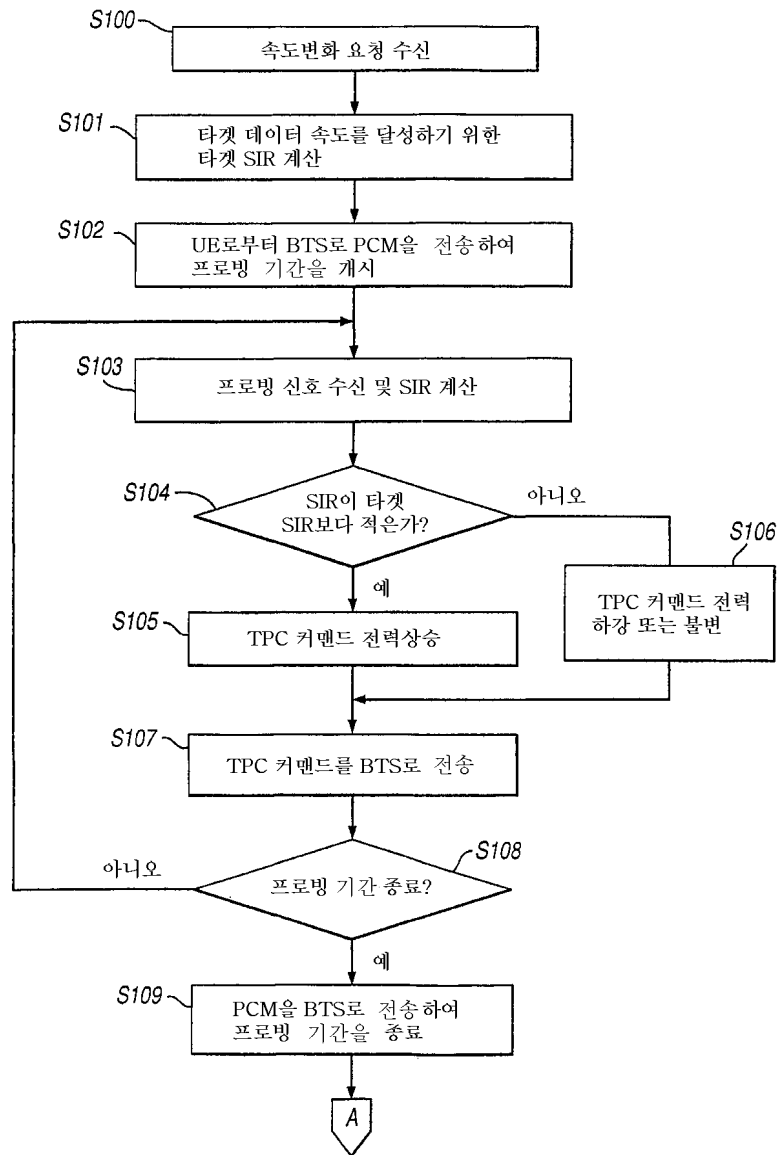 S100
속도변화 요청 수신
S101
타겟 데이터 속도를 달성하기 위한
타겟 SIR 계산
S102
UE로부터 BTS로 PCM을 전송하여
프로빙 기간을 개시
S103
프로빙 신호 수신 및 SIR 계산
S104
SIR이 타겟
SIR보다 적은가?
아니오
예
S105
TPC 커맨드 전력상승
S106
TPC 커맨드 전력
하강 또는 불변
S107
TPC 커맨드를 BTS로 전송
S108
프로빙 기간 종료?
아니오
예
S109
PCM을 BTS로 전송하여
프로빙 기간을 종료
A